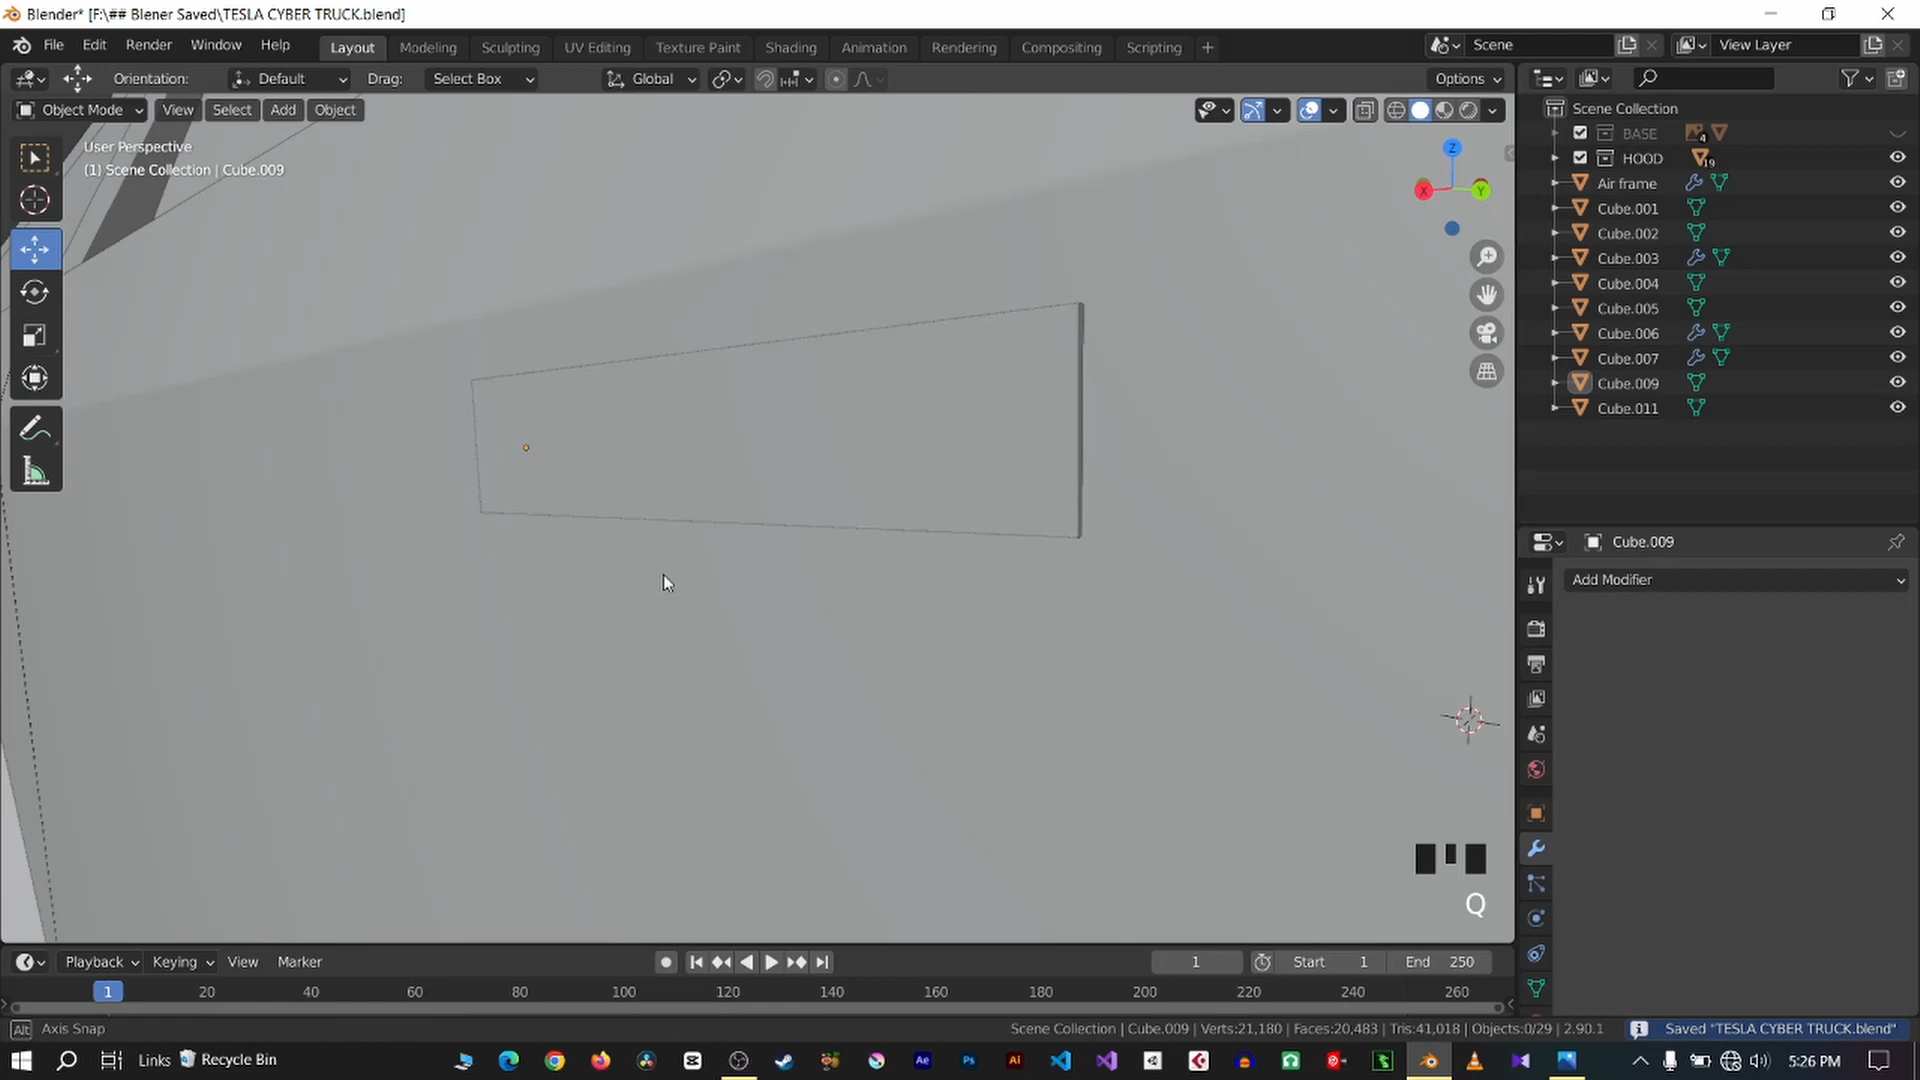 Blender* [F:\## Blener Saved\TESLA CYBER TRUCK.blend]
File Edit Render Window Help Layout Modeling Sculpting UV Editing Texture Paint Shading Animation Rendering Compositing Scripting + Scene View Layer
Orientation: Default Drag: Select Box Global Options
Object Mode View Select Add Object
User Perspective
(1) Scene Collection | Cube.009
Z
X
Y
Scene Collection
BASE 4
HOOD 19
Air frame
Cube.001
Cube.002
Cube.003
Cube.004
Cube.005
Cube.006
Cube.007
Cube.009
Cube.011
Cube.009
Add Modifier
Q
Playback Keying View Marker 1 Start 1 End 250
1 20 40 60 80 100 120 140 160 180 200 220 240 260
Alt Axis Snap Scene Collection | Cube.009 | Verts:21,180 | Faces:20,483 | Tris:41,018 | Objects:0/29 | 2.90.1 Saved "TESLA CYBER TRUCK.blend"
Links Recycle Bin Ae Ps Ai 5:26 PM